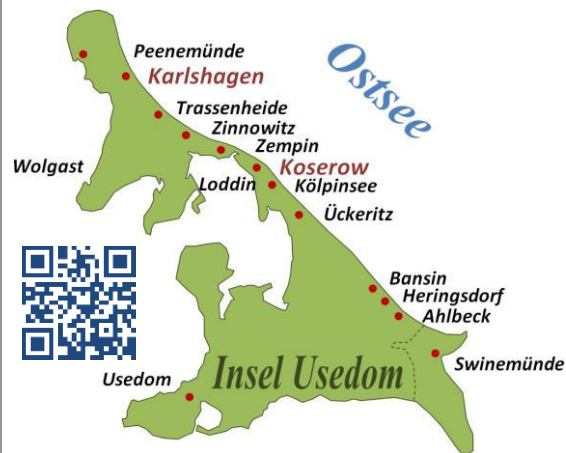 Ostsee
Peenemünde
Karlshagen
Trassenheide
Zinnowitz
Zempin
Wolgast
Koserow
Loddin Kölpinsee
Ückeritz
Bansin
Heringsdorf
Ahlbeck
Swinemünde
Usedom
Insel Usedom